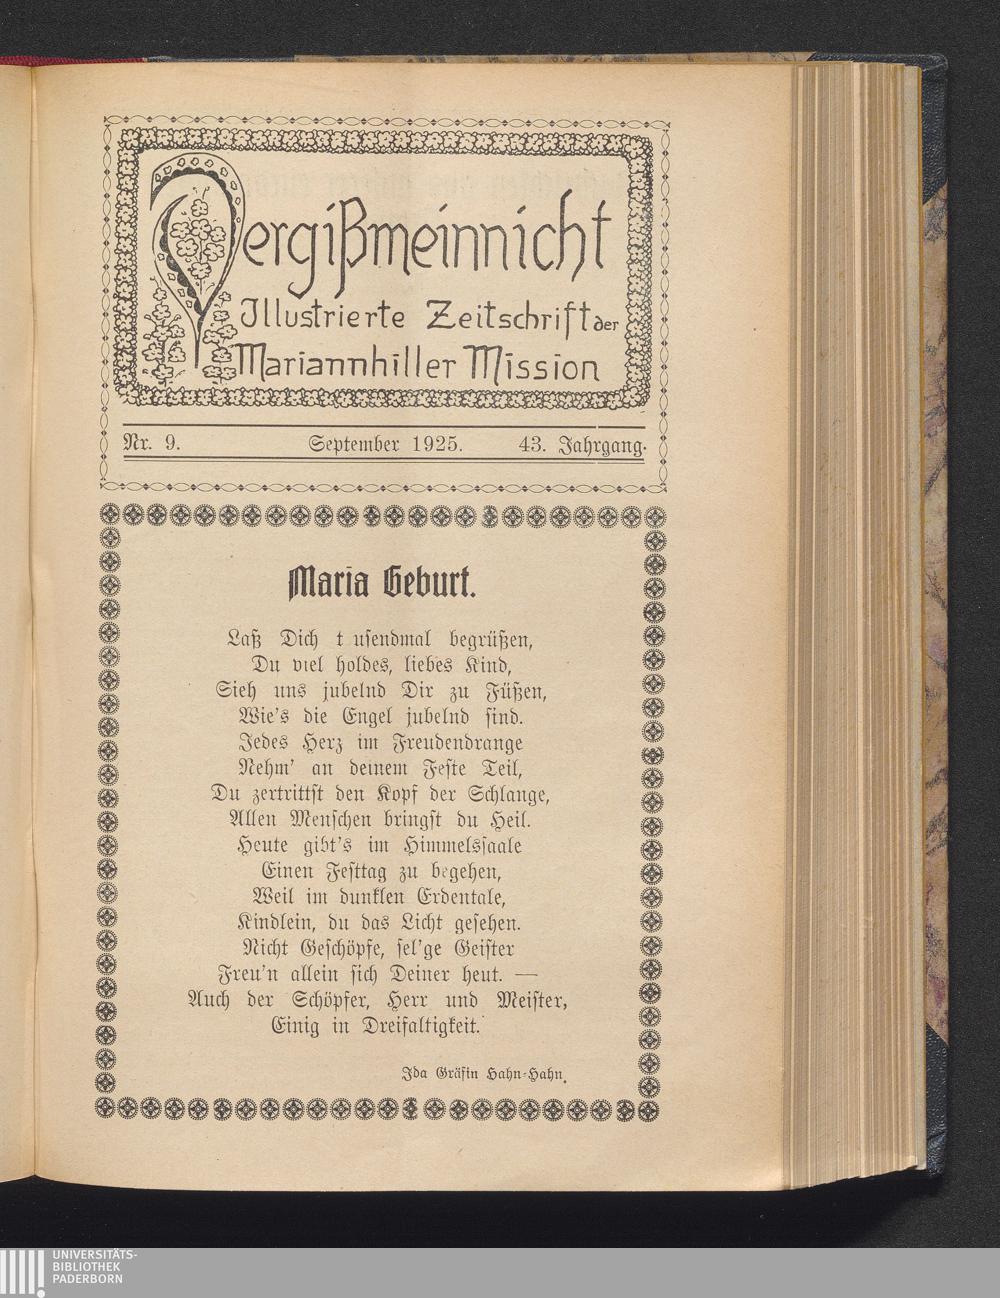 Vergißmeinnicht
Illustrierte Zeitschrift der
Mariannhiller Mission
Nr. 9. September 1925. 43. Jahrgang.
Maria Geburt.
Laß Dich t usendmal begrüßen,
Du viel holdes, liebes Kind,
Sieh uns jubelnd Dir zu Füßen,
Wie's die Engel jubelnd sind.
Jedes Herz im Freudendrange
Nehm' an deinem Feste Teil,
Du zertrittst den Kopf der Schlange,
Allen Menschen bringst du Heil.
Heute gibt's im Himmelssaale
Einen Festtag zu begehen,
Weil im dunklen Erdentale,
Kindlein, du das Licht gesehen.
Nicht Geschöpfe, sel'ge Geister
Freu'n allein sich Deiner heut. —
Auch der Schöpfer, Herr und Meister,
Einig in Dreifaltigkeit.
Ida Gräfin Hahn-Hahn.
UNIVERSITÄTS-
BIBLIOTHEK
PADERBORN